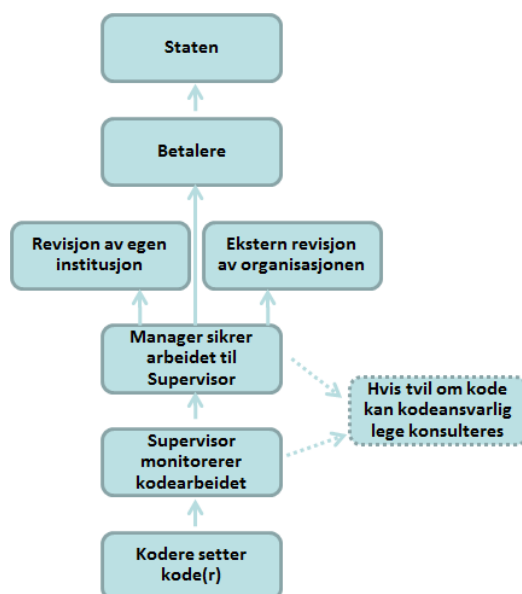 Staten
Betalere
Revisjon av egen
institusjon
Ekstern revisjon
av organisasjonen
Manager sikrer
arbeidet til
Supervisor
Hvis tvil om kode
kan kodeansvarlig
lege konsulteres
Supervisor
monitorerer
kodearbeidet
Kodere setter
kode(r)